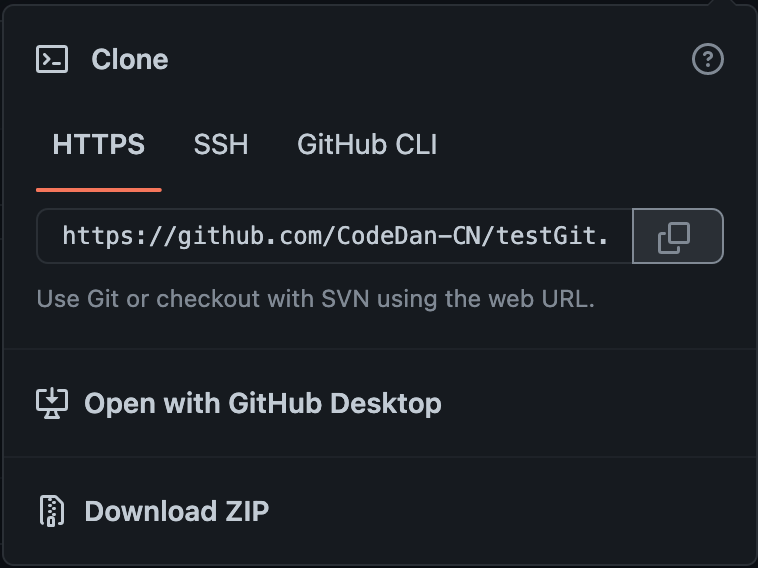 Clone
HTTPS SSH GitHub CLI
https://github.com/CodeDan-CN/testGit.
Use Git or checkout with SVN using the web URL.
Open with GitHub Desktop
Download ZIP